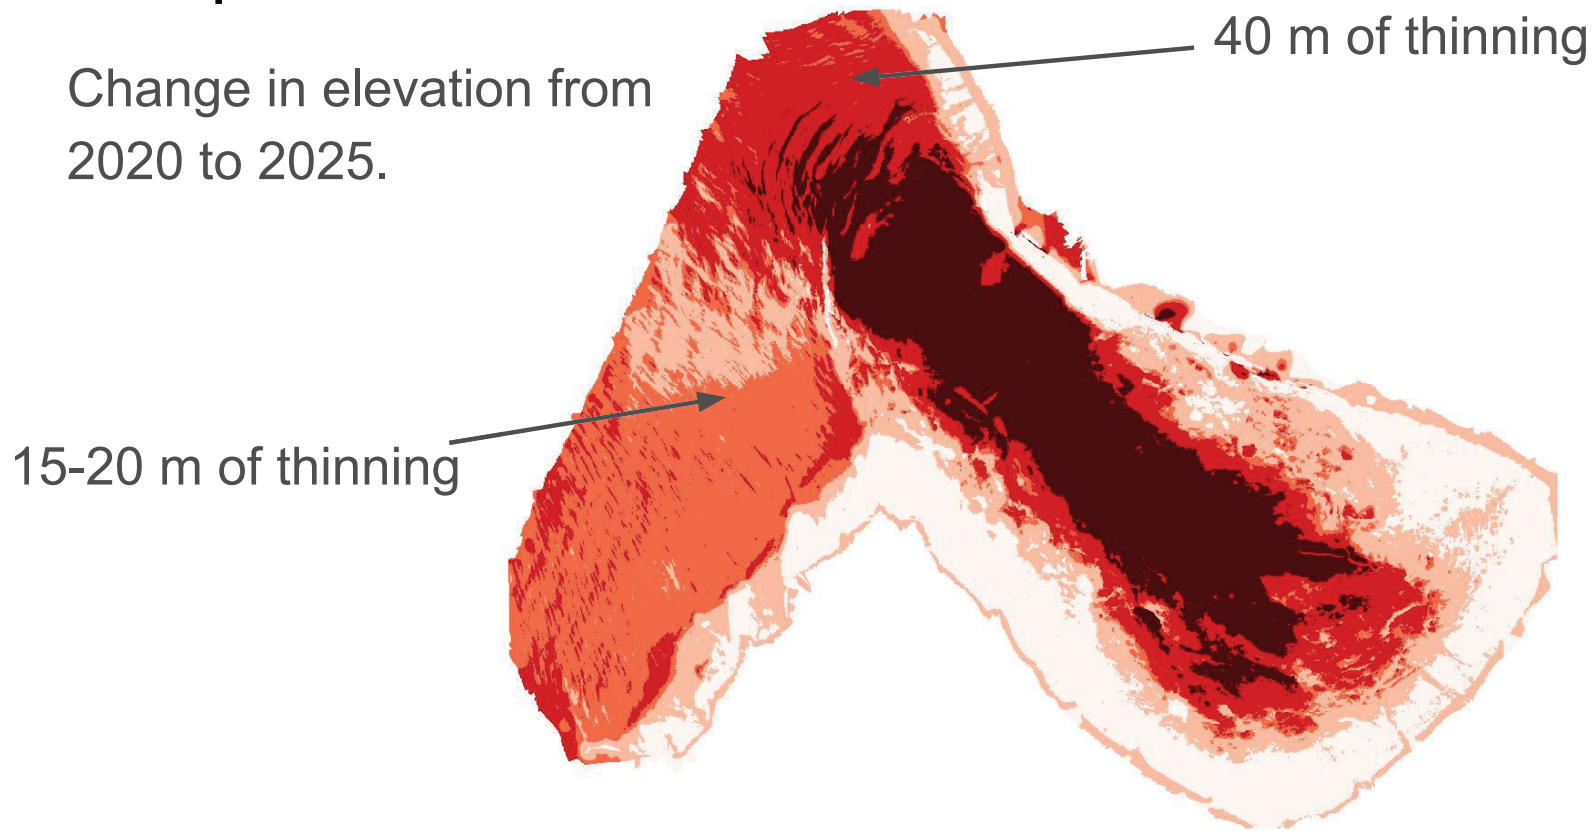 40 m of thinning
Change in elevation from
2020 to 2025.
15-20 m of thinning